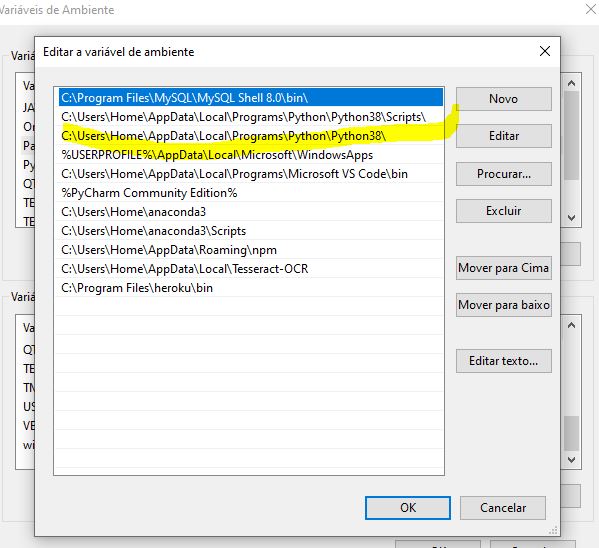 Variáveis de Ambiente
Editar a variável de ambiente
Variá
Va
JA
Or
Pa
Py
QT
TE
TE
C:\Program Files\MySQL\MySQL Shell 8.0\bin\
C:\Users\Home\AppData\Local\Programs\Python\Python38\Scripts\
C:\Users\Home\AppData\Local\Programs\Python\Python38\
%USERPROFILE%\AppData\Local\Microsoft\WindowsApps
C:\Users\Home\AppData\Local\Programs\Microsoft VS Code\bin
%PyCharm Community Edition%
C:\Users\Home\anaconda3
C:\Users\Home\anaconda3\Scripts
C:\Users\Home\AppData\Roaming\npm
C:\Users\Home\AppData\Local\Tesseract-OCR
C:\Program Files\heroku\bin
Novo
Editar
Procurar...
Excluir
Mover para Cima
Mover para baixo
Editar texto...
Variá
Va
QT
TE
TM
US
VE
wi
OK
Cancelar